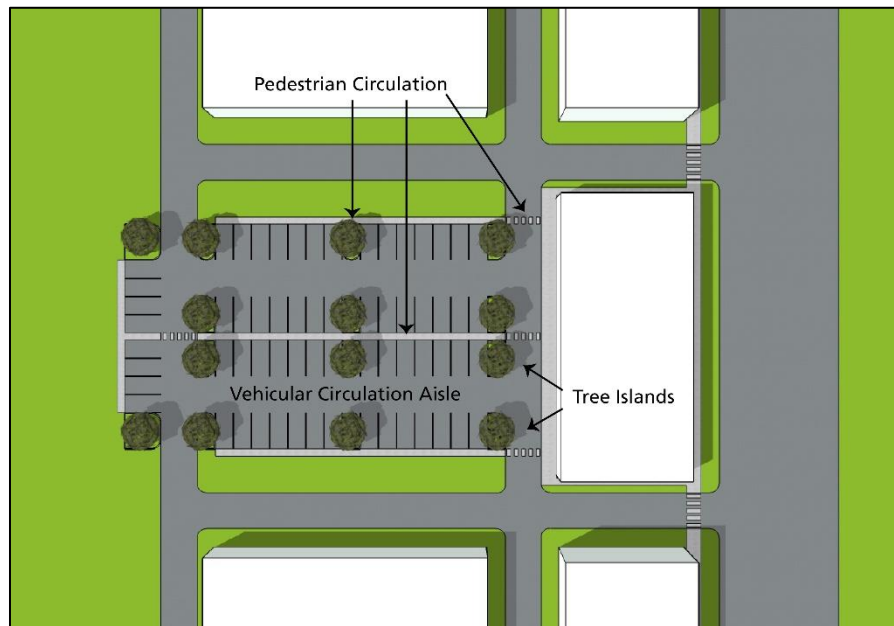 Pedestrian Circulation
Vehicular Circulation Aisle
Tree Islands